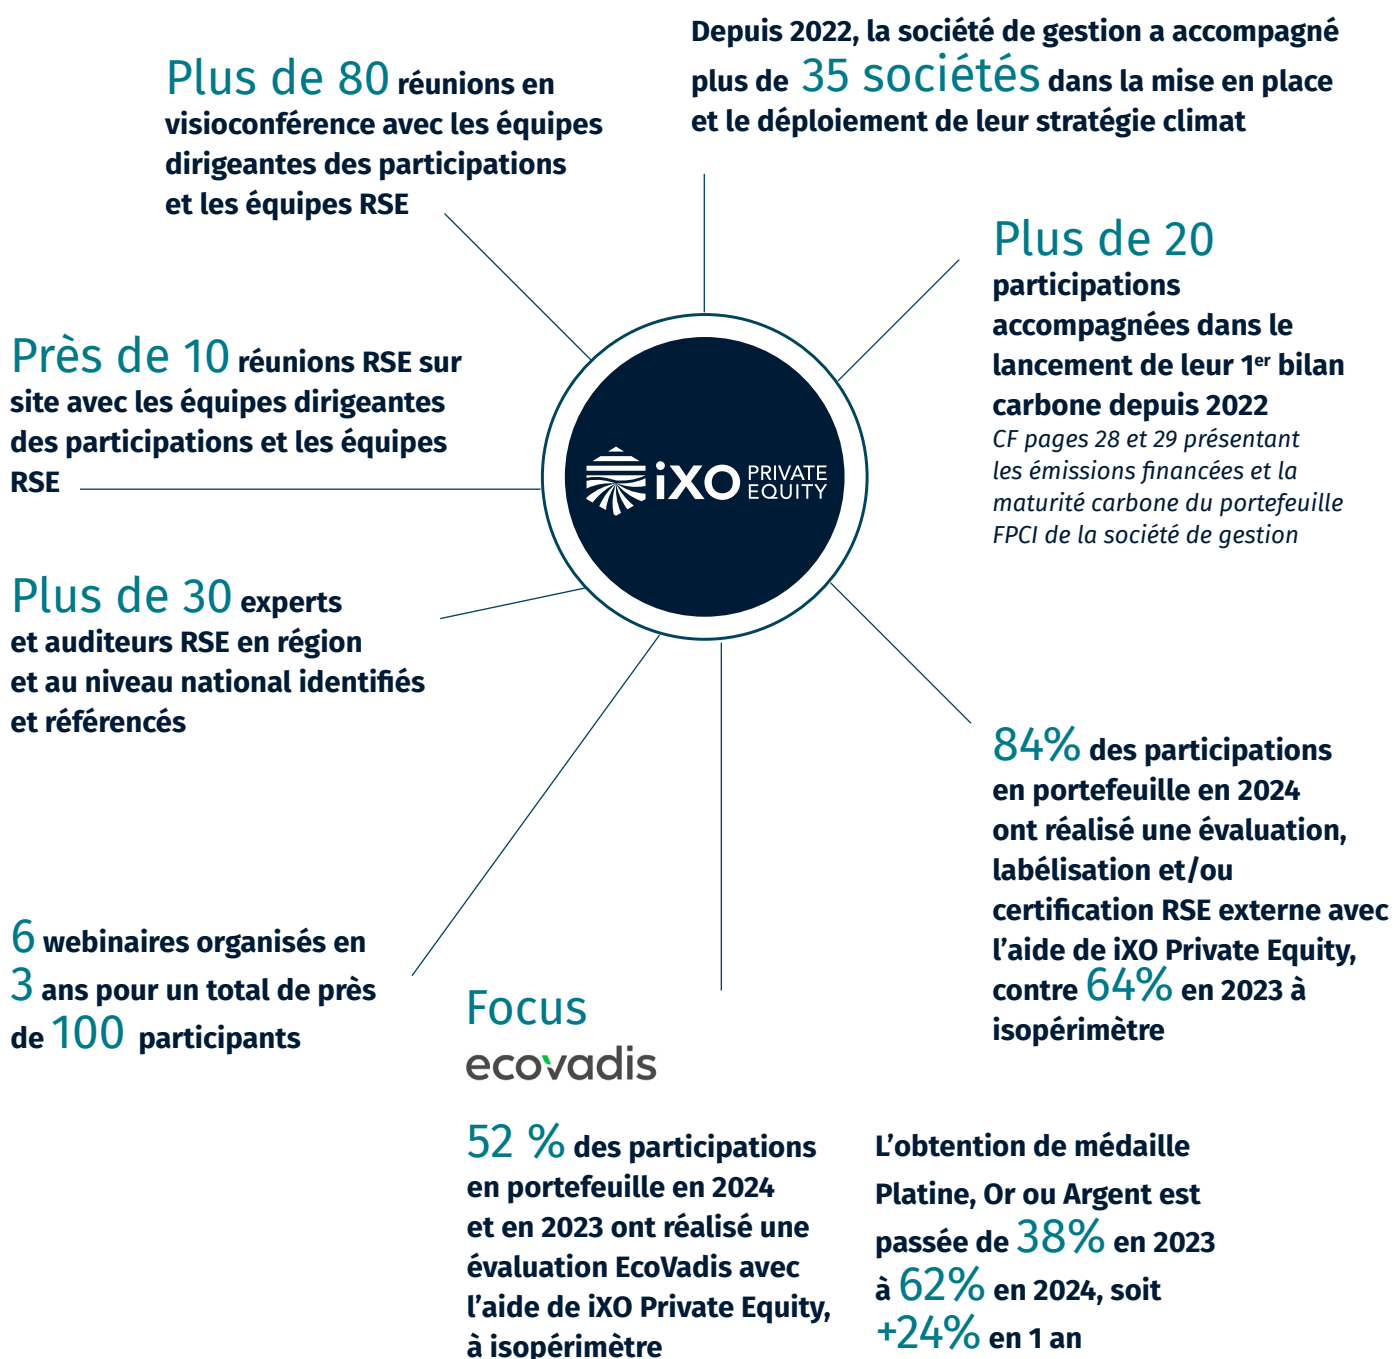 Depuis 2022, la société de gestion a accompagné
plus de 35 sociétés dans la mise en place
et le déploiement de leur stratégie climat
Plus de 80 réunions en
visioconférence avec les équipes
dirigeantes des participations
et les équipes RSE
Plus de 20
participations
accompagnées dans le
lancement de leur 1er bilan
carbone depuis 2022
CF pages 28 et 29 présentant
les émissions financées et la
maturité carbone du portefeuille
FPCI de la société de gestion
Près de 10 réunions RSE sur
site avec les équipes dirigeantes
des participations et les équipes
RSE
iXO PRIVATE
EQUITY
Plus de 30 experts
et auditeurs RSE en région
et au niveau national identifiés
et référencés
84% des participations
en portefeuille en 2024
ont réalisé une évaluation,
labélisation et/ou
certification RSE externe avec
l’aide de iXO Private Equity,
contre 64% en 2023 à
isopérimètre
6 webinaires organisés en
3 ans pour un total de près
de 100 participants
Focus
ecovadis
52 % des participations
en portefeuille en 2024
et en 2023 ont réalisé une
évaluation EcoVadis avec
l’aide de iXO Private Equity,
à isopérimètre
L’obtention de médaille
Platine, Or ou Argent est
passée de 38% en 2023
à 62% en 2024, soit
+24% en 1 an